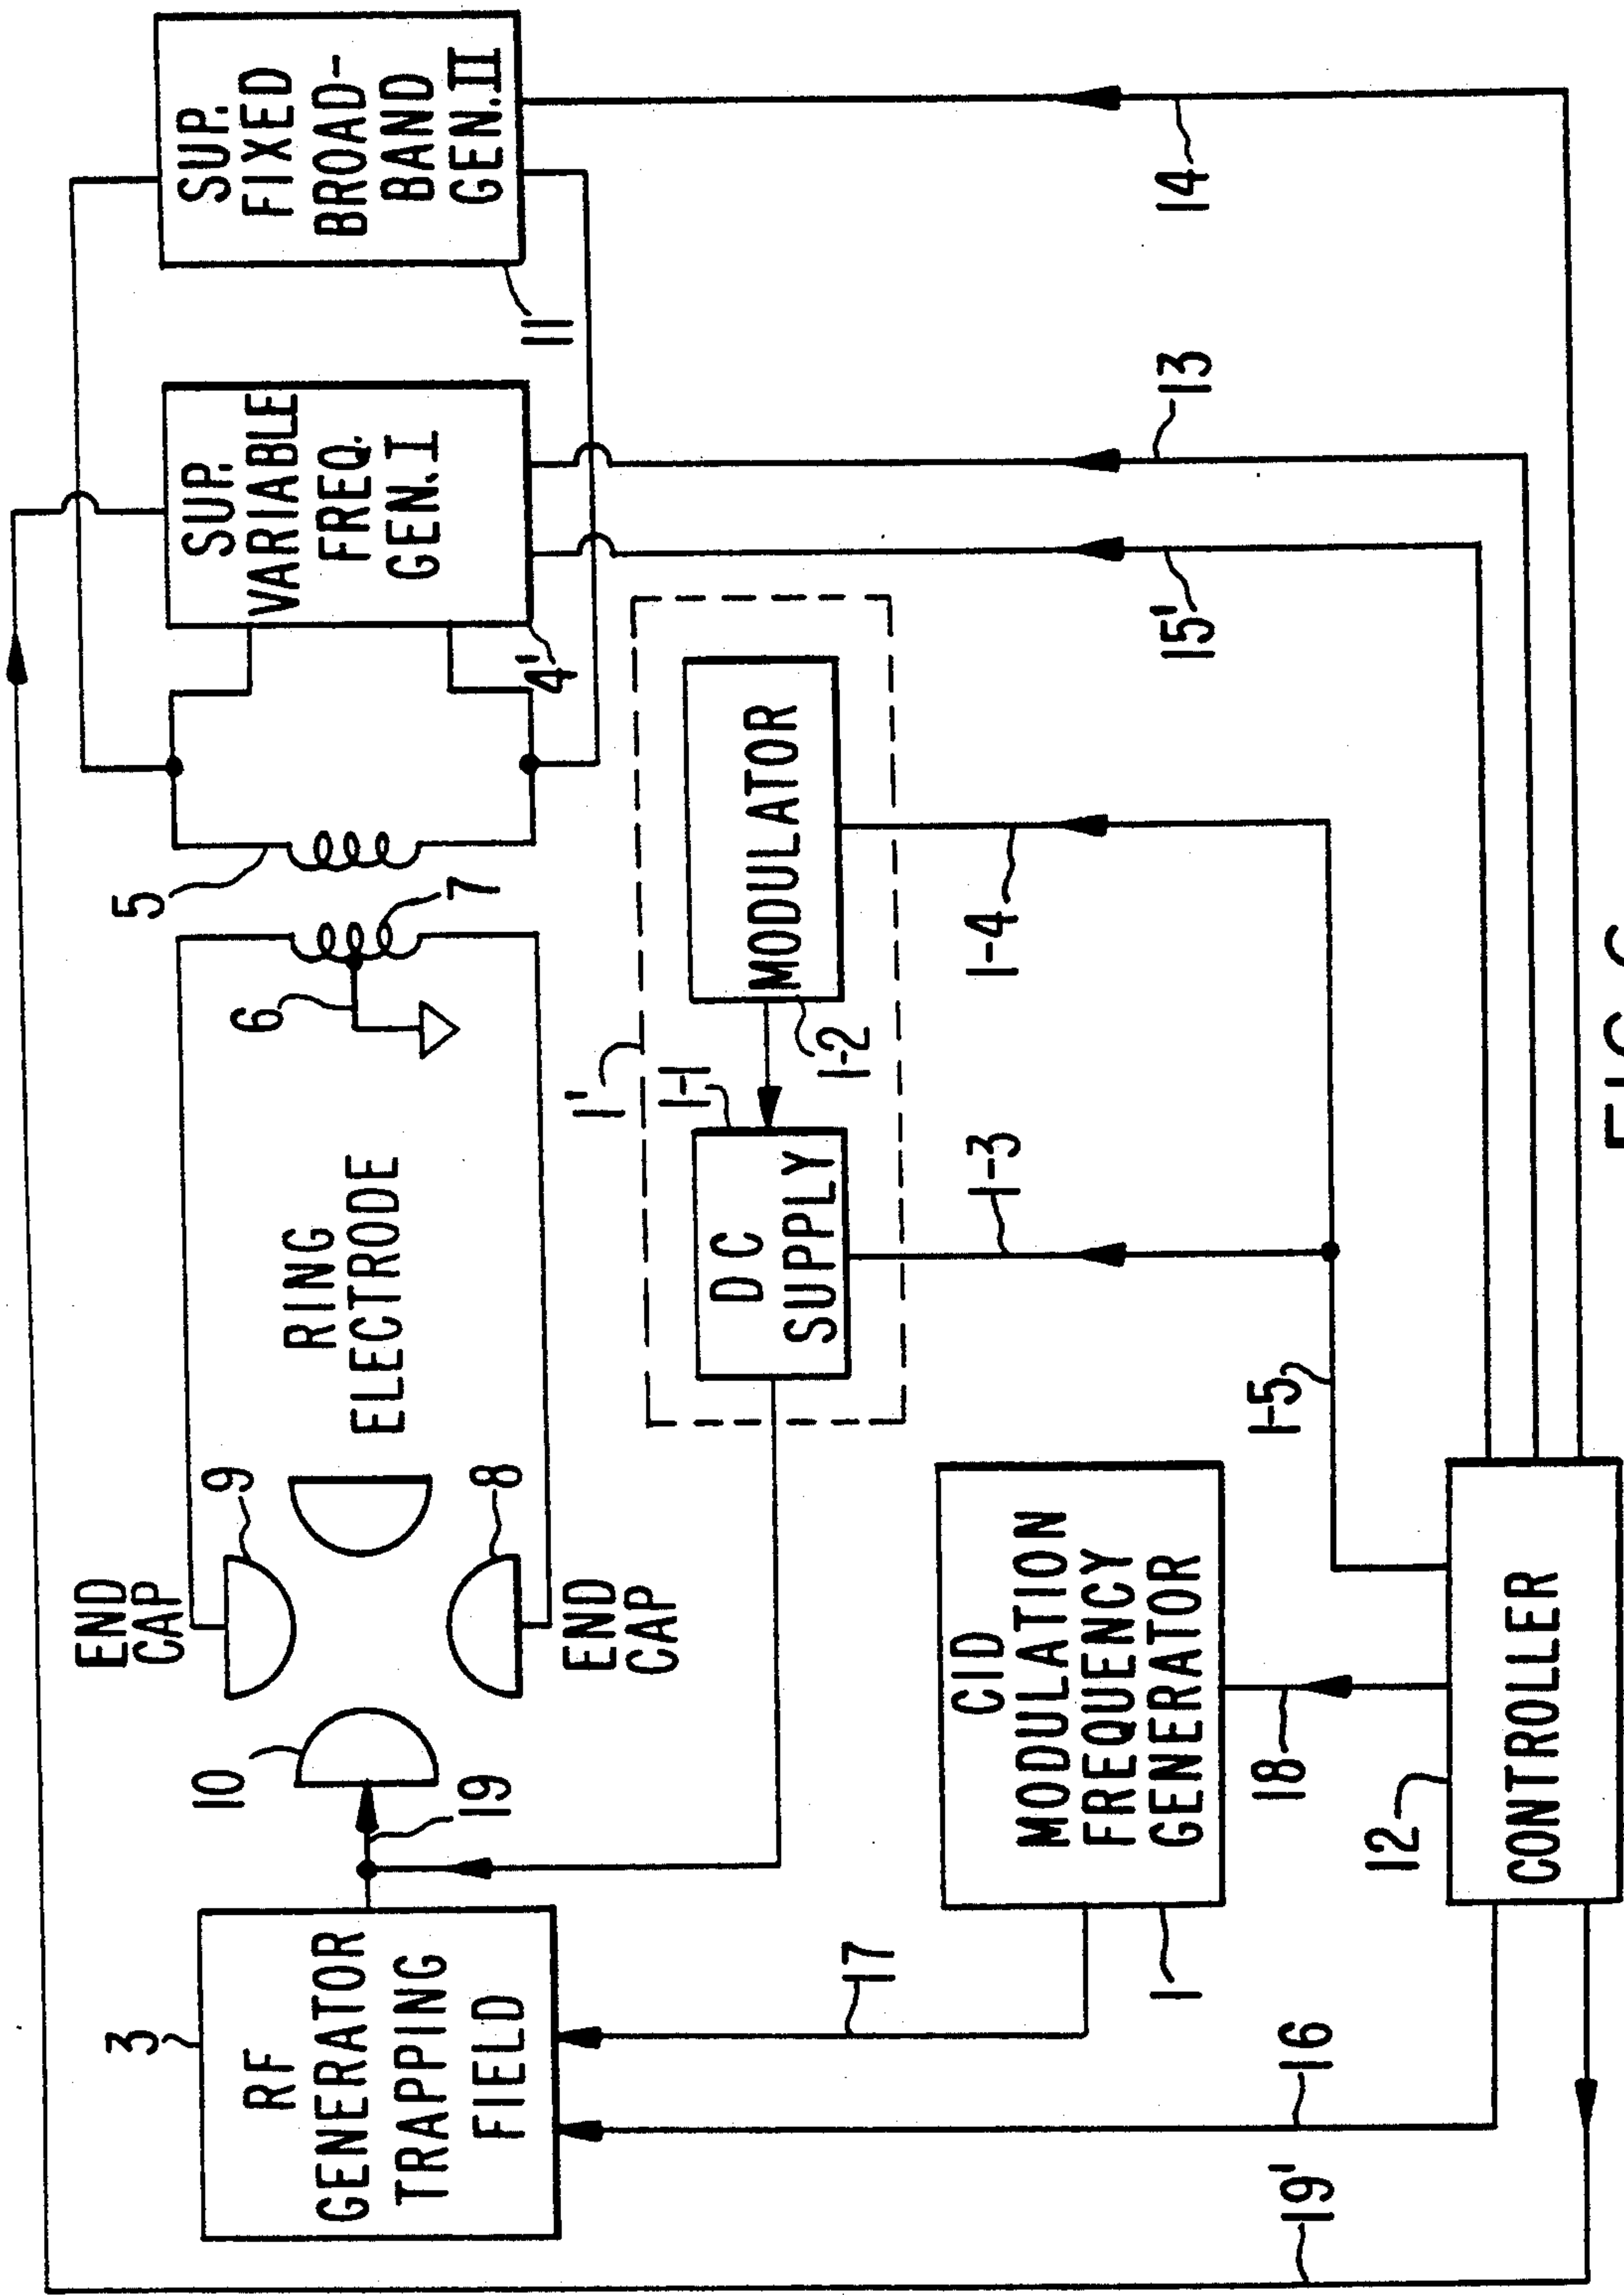 3
RF
GENERATOR
TRAPPING
FIELD
10
19
END
CAP
9
END
CAP
8
RING
ELECTRODE
6
7
5
SUP.
VARIABLE
FREQ.
GEN. I
4'
SUP.
FIXED
BROAD-
BAND
GEN. II
11
1'
1-1
DC
SUPPLY
MODULATOR
1-2
17
CID
MODULATION
FREQUENCY
GENERATOR
1
1-3
1-4
15'
13
14
19'
16
18
1-5
12
CONTROLLER